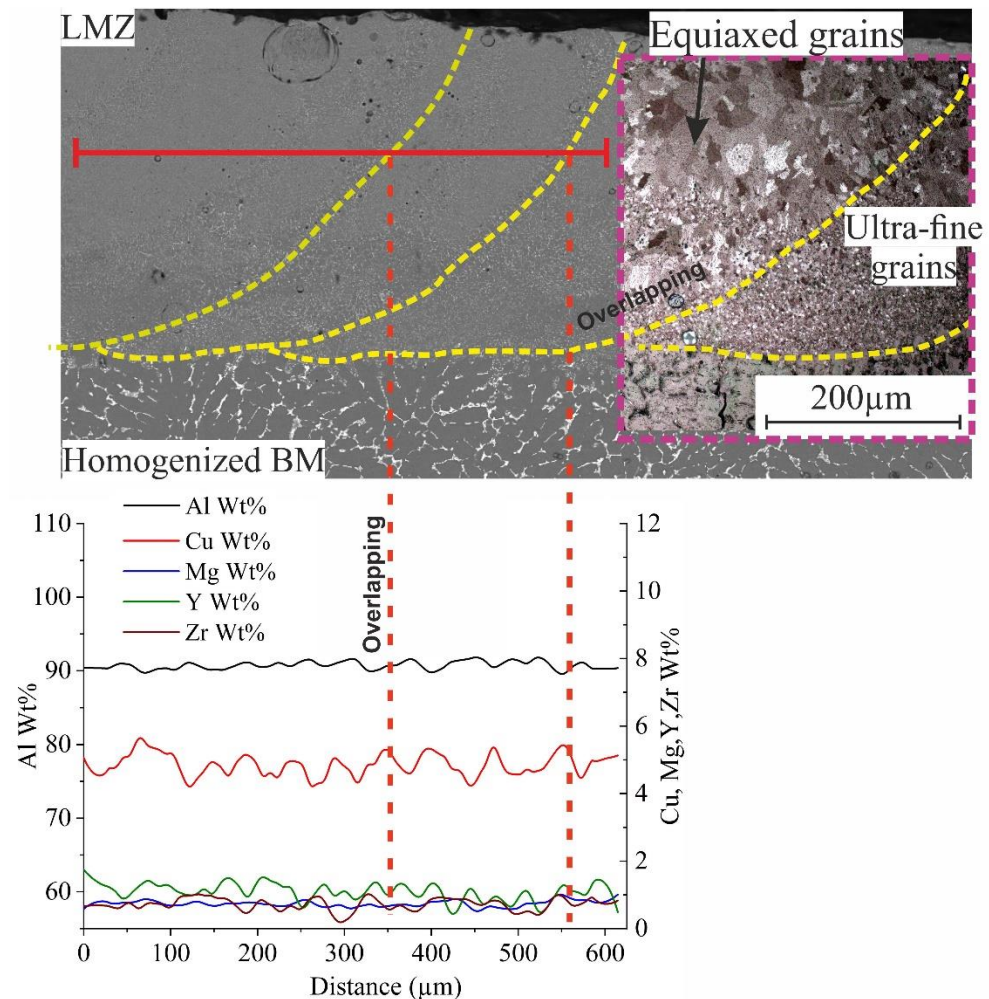 LMZ
Equiaxed grains
Ultra-fine
grains
Overlapping
200µm
Homogenized BM
Al Wt%
Cu Wt%
Mg Wt%
Y Wt%
Zr Wt%
Overlapping
110
100
90
80
70
60
Al Wt%
12
10
8
6
4
2
0
Cu, Mg,Y,Zr Wt%
0 100 200 300 400 500 600
Distance (µm)